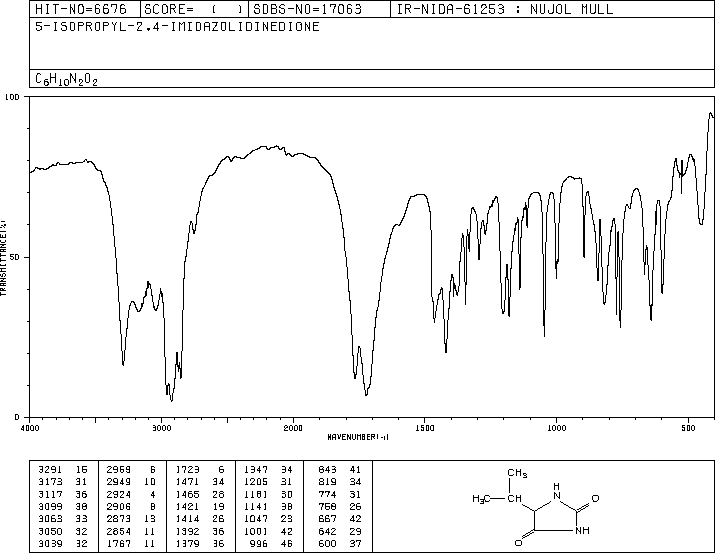 HIT-NO=6676 SCORE= ( ) SDBS-NO=17063 IR-NIDA-61253 : NUJOL MULL
5-ISOPROPYL-2,4-IMIDAZOLIDINEDIONE
C6H10N2O2
100
50
0
TRANSMITTANCE(%)
4000 3000 2000 1500 1000 500
WAVENUMBER(-1)
3291 16 2969 6 1723 6 1347 34 843 41
3173 31 2949 10 1471 34 1205 31 819 34
3117 36 2924 4 1465 28 1181 30 774 31
3099 38 2906 8 1421 19 1141 38 758 26
3063 33 2873 13 1414 26 1047 23 667 42
3050 32 2854 11 1392 36 1001 42 642 29
3039 32 1767 11 1379 36 996 46 600 37
CH3
H3C CH NH O
O NH